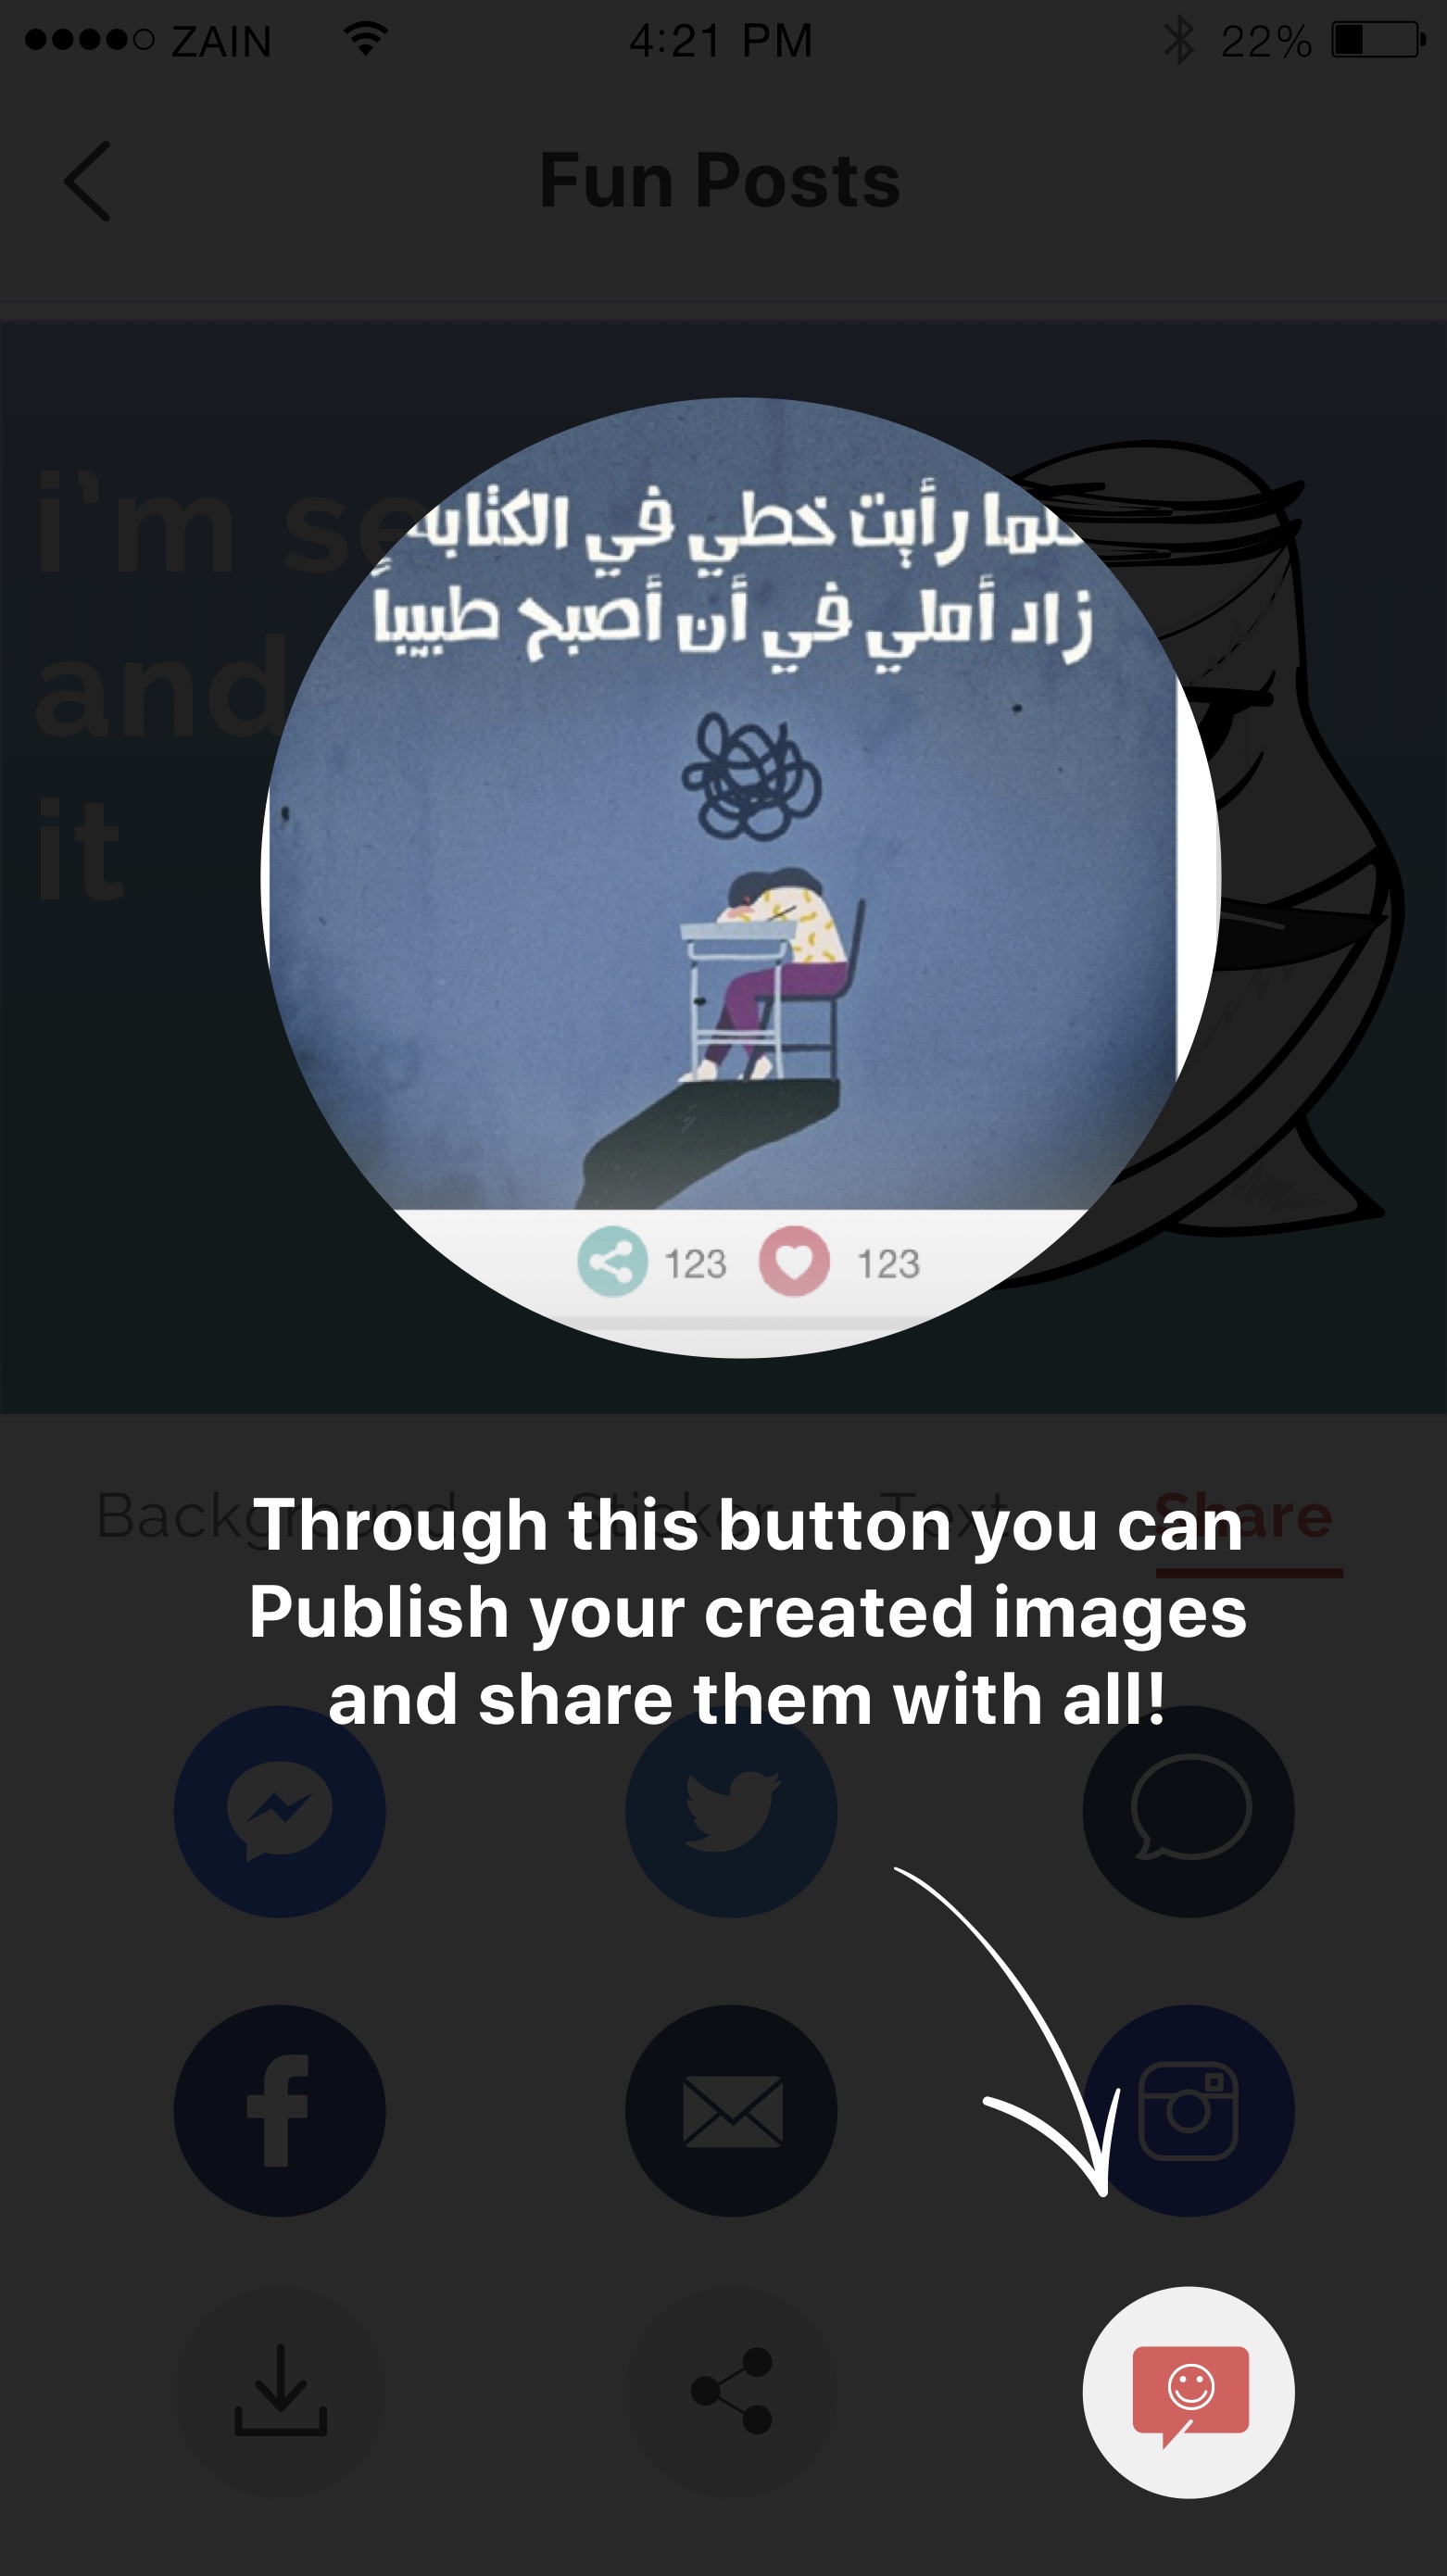 ZAIN
4:21 PM
22%
Fun Posts
i'm se
and
it
رأيت خطي في الكتابة
زاد أملي في أن أصبح طبيباً
123
123
Background
Sticker
Text
Share
Through this button you can
Publish your created images
and share them with all!